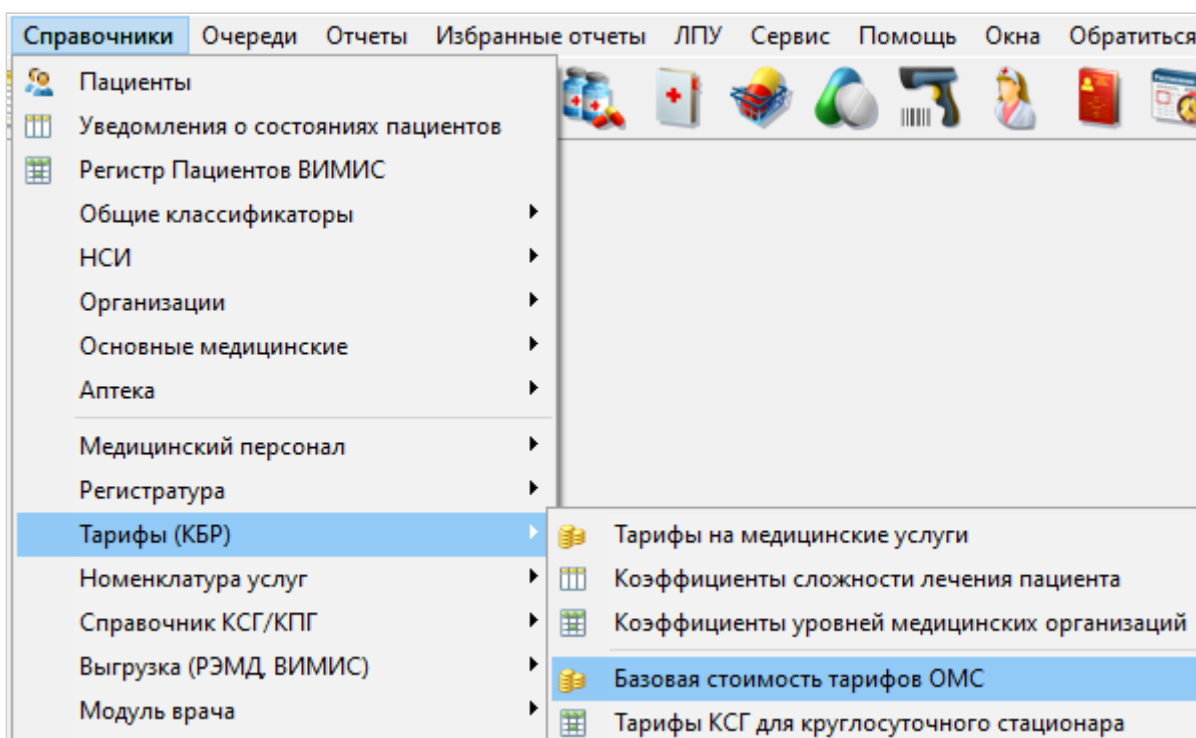 Справочники Очереди Отчеты Избранные отчеты ЛПУ Сервис Помощь Окна Обратиться
Пациенты
Уведомления о состояниях пациентов
Регистр Пациентов ВИМИС
Общие классификаторы
НСИ
Организации
Основные медицинские
Аптека
Медицинский персонал
Регистратура
Тарифы (КБР)
Номенклатура услуг
Справочник КСГ/КПГ
Выгрузка (РЭМД, ВИМИС)
Модуль врача
Тарифы на медицинские услуги
Коэффициенты сложности лечения пациента
Коэффициенты уровней медицинских организаций
Базовая стоимость тарифов ОМС
Тарифы КСГ для круглосуточного стационара